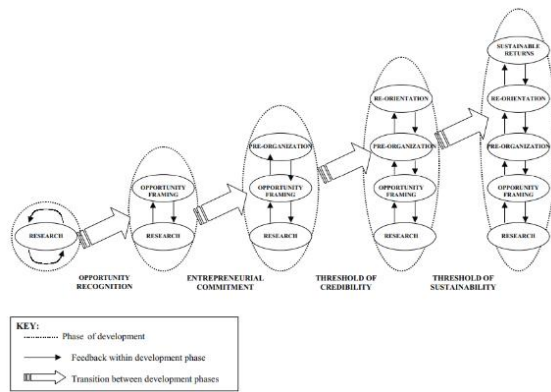 RESEARCH
OPPORTUNITY
FRAMING
RESEARCH
PRE-ORGANIZATION
OPPORTUNITY
FRAMING
RESEARCH
RE-ORIENTATION
PRE-ORGANIZATION
OPPORTUNITY
FRAMING
RESEARCH
SUSTAINABLE
RETURNS
RE-ORIENTATION
PRE-ORGANIZATION
OPPORTUNITY
FRAMING
RESEARCH
OPPORTUNITY
RECOGNITION
ENTREPRENEURIAL
COMMITMENT
THRESHOLD OF
CREDIBILITY
THRESHOLD OF
SUSTAINABILITY
KEY:
Phase of development
Feedback within development phase
Transition between development phases